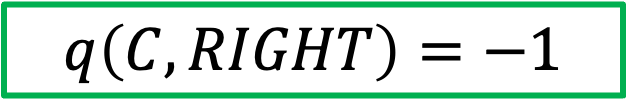 q(C, RIGHT) = −1